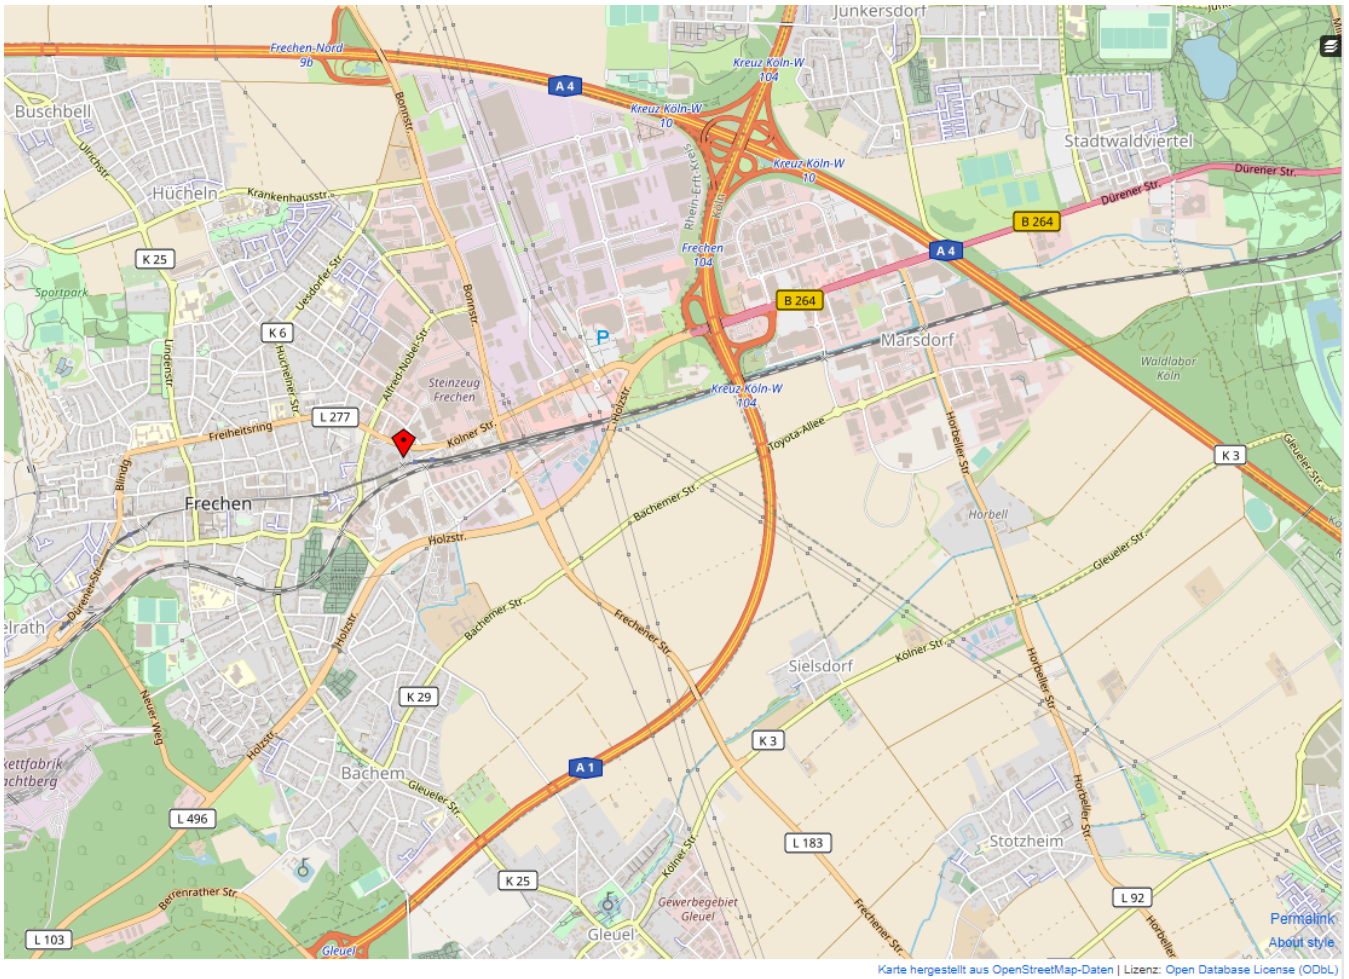 Junkersdorf
Frechen-Nord
9b
Kreuz Köln-W
104
A 4
Kreuz Köln-W
10
Buschbell
Bonnstr.
Ulrichstr.
Stadtwaldviertel
Kreuz Köln-W
10
Dürener Str.
Dürener Str.
Hücheln
Krankenhausstr.
Rhein-Erft-Kreis
Köln
B 264
K 25
Frechen
104
A 4
Uesdorfer Str.
Sportpark
Bonnstr.
B 264
K 6
P
Marsdorf
Lindenstr.
Hüchelner Str.
Alfred-Nobel-Str.
Waldlabor
Köln
Steinzeug
Frechen
Kreuz Köln-W
104
Holzstr.
L 277
Freiheitsring
Kölner Str.
Toyota-Allee
Horbeller Str.
K 3
Gleueler Str.
Blindg
Frechen
Bachemer Str.
Horbell
Holzstr.
Gleueler Str.
Dürener Str.
Bachemer Str.
elrath
Holzstr.
Frechener Str.
Kölner Str.
Sielsdorf
Horbeller Str.
K 29
Neuer Weg
Holzstr.
K 3
kettfabrik
achtberg
Bachem
A 1
Gleueler Str.
Horbeller Str.
L 496
L 183
Stotzheim
Kölner Str.
K 25
Berrenrather Str.
Gewerbegebiet
Gleuel
L 92
Frechener Str.
Horbeller
Permalink
L 103
Gleuel
Gleuel
About style
Karte hergestellt aus OpenStreetMap-Daten | Lizenz: Open Database License (ODbL)